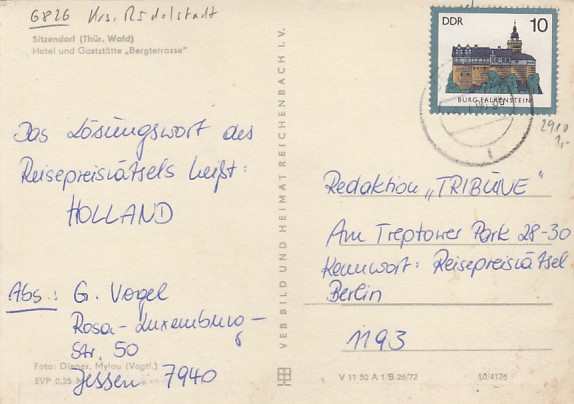 6826 Krs. Rudolstadt
Sitzendorf (Thür. Wald)
Hotel und Gaststätte „Bergterrasse"
Das Lösungswort des
Reisepreisrätsels heißt:
HOLLAND
Abs.: G. Vogel
Rosa-Luxemburg-
Str. 50
Jessen 7940
Foto: Diener, Mylau (Vogtl.)
EVP 0,25 M
VEB BILD UND HEIMAT REICHENBACH I. V.
DDR 10
BURG FALKENSTEIN
2910
1,-
Redaktion „TRIBÜNE"
Am Treptower Park 28-30
Kennwort: Reisepreisrätsel
Berlin
1193
V 11 50 A 1/B 26/72
10/4126